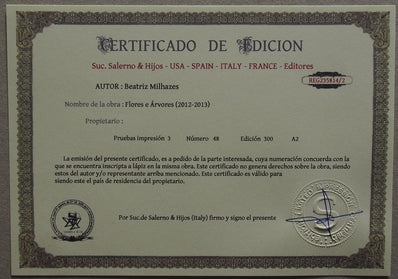 CERTIFICADO DE EDICION
Suc. Salerno & Hijos - USA - SPAIN - ITALY - FRANCE - Editores
REG255814/2
AUTOR : Beatriz Milhazes
Nombre de la obra : Flores e Árvores (2012-2013)
Propietario :
Pruebas impresión 3 Número 48 Edición 300 A2
La emisión del presente certificado, es a pedido de la parte interesada, cuya numeración concuerda con la
que se encuentra inscripta a lápiz en la misma obra. Este certificado no genera derechos sobre la obra, siendo
estos del autor y/o representante arriba mencionado. Este certificado es válido para
siendo este el país de residencia del propietario.
Por Suc.de Salerno & Hijos (Italy) firmo y signo el presente